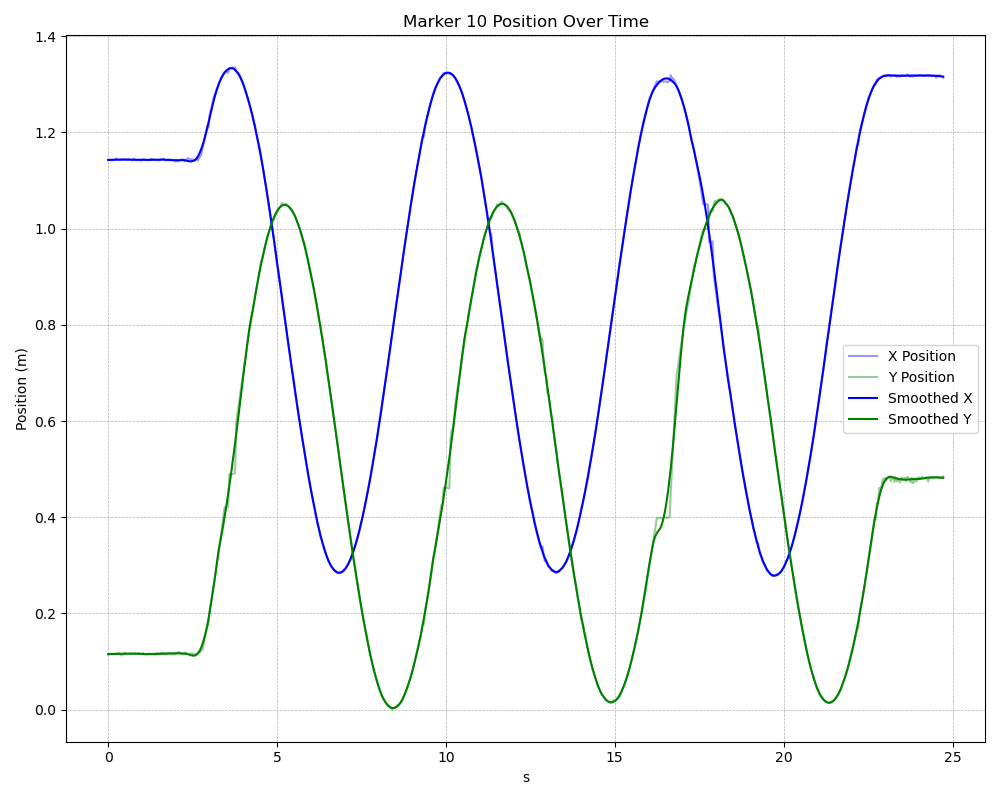 Marker 10 Position Over Time
Position (m)
1.4
1.2
1.0
0.8
0.6
0.4
0.2
0.0
X Position
Y Position
Smoothed X
Smoothed Y
0 5 10 15 20 25
s